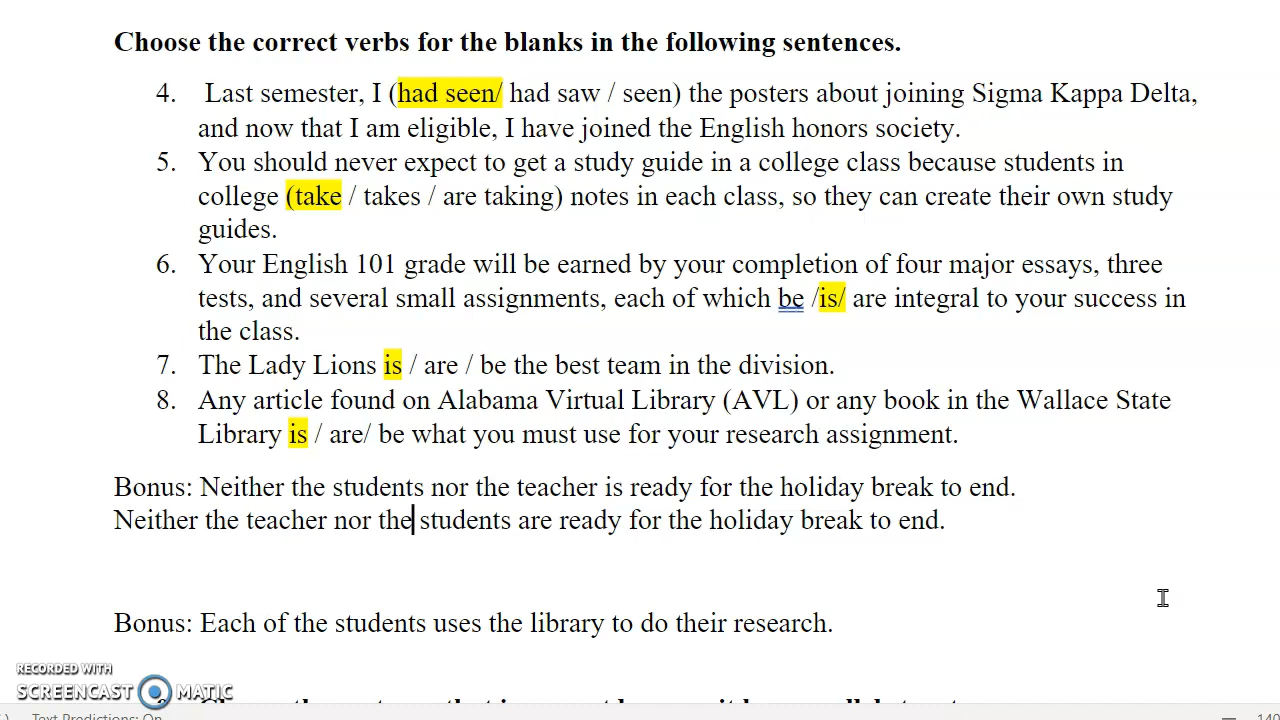 Choose the correct verbs for the blanks in the following sentences.
4. Last semester, I (had seen/ had saw / seen) the posters about joining Sigma Kappa Delta,
and now that I am eligible, I have joined the English honors society.
5. You should never expect to get a study guide in a college class because students in
college (take / takes / are taking) notes in each class, so they can create their own study
guides.
6. Your English 101 grade will be earned by your completion of four major essays, three
tests, and several small assignments, each of which be /is/ are integral to your success in
the class.
7. The Lady Lions is / are / be the best team in the division.
8. Any article found on Alabama Virtual Library (AVL) or any book in the Wallace State
Library is / are/ be what you must use for your research assignment.
Bonus: Neither the students nor the teacher is ready for the holiday break to end.
Neither the teacher nor the students are ready for the holiday break to end.
Bonus: Each of the students uses the library to do their research.
RECORDED WITH
SCREENCAST MATIC
Text Predictions: On